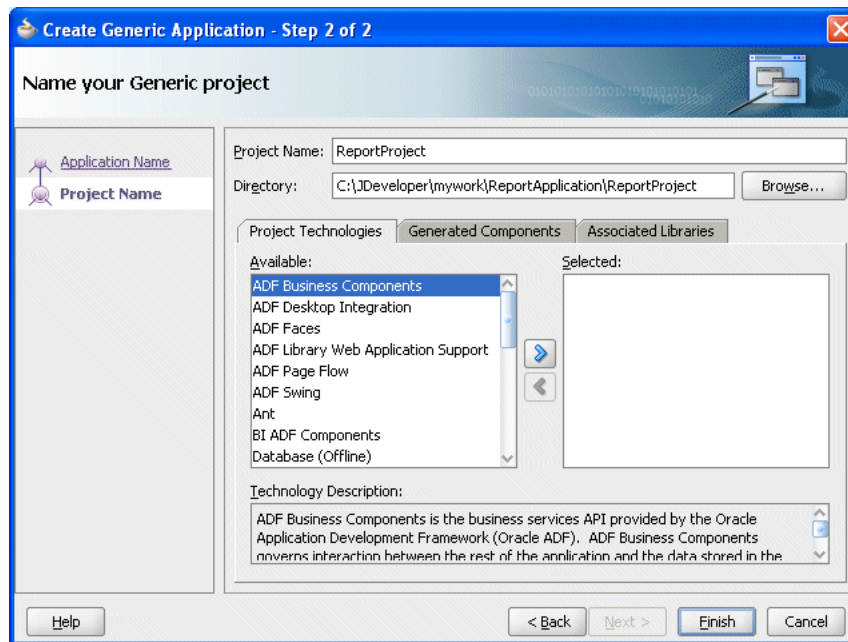 Create Generic Application - Step 2 of 2
Name your Generic project
Application Name
Project Name
Project Name: ReportProject
Directory: C:\JDeveloper\mywork\ReportApplication\ReportProject Browse...
Project Technologies Generated Components Associated Libraries
Available: Selected:
ADF Business Components
ADF Desktop Integration
ADF Faces
ADF Library Web Application Support
ADF Page Flow
ADF Swing
Ant
BI ADF Components
Database (Offline)
Technology Description:
ADF Business Components is the business services API provided by the Oracle
Application Development Framework (Oracle ADF). ADF Business Components
governs interaction between the rest of the application and the data stored in the
Help < Back Next > Finish Cancel